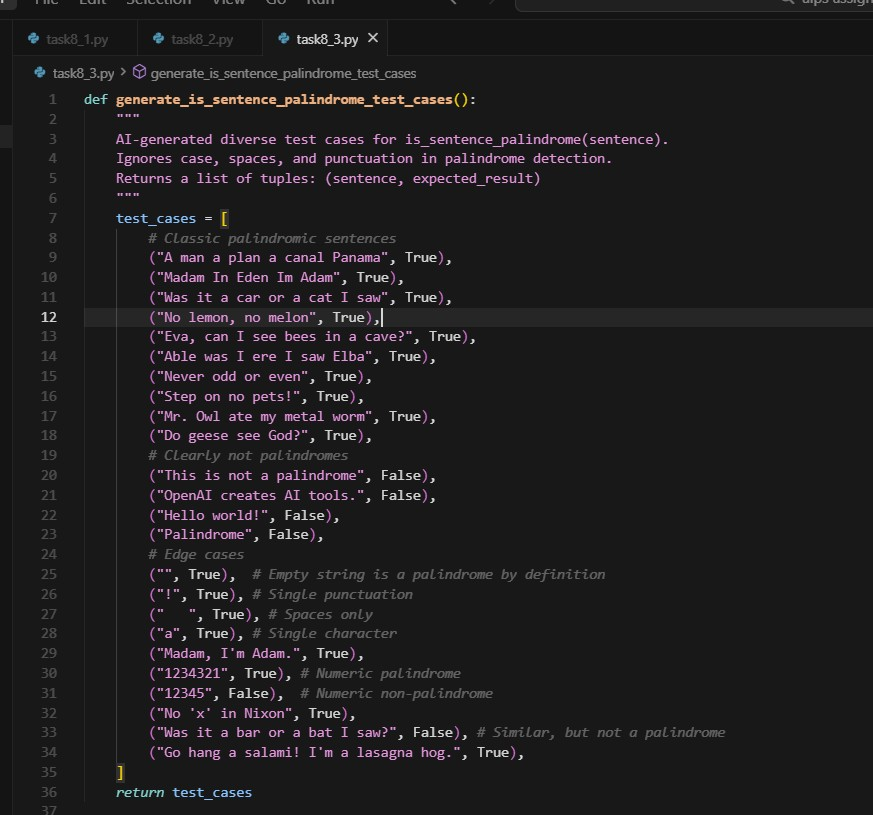 File Edit Selection View Go Run
task8_1.py task8_2.py task8_3.py ✕
task8_3.py > generate_is_sentence_palindrome_test_cases
1 def generate_is_sentence_palindrome_test_cases():
2     """
3     AI-generated diverse test cases for is_sentence_palindrome(sentence).
4     Ignores case, spaces, and punctuation in palindrome detection.
5     Returns a list of tuples: (sentence, expected_result)
6     """
7     test_cases = [
8         # Classic palindromic sentences
9         ("A man a plan a canal Panama", True),
10         ("Madam In Eden Im Adam", True),
11         ("Was it a car or a cat I saw", True),
12         ("No lemon, no melon", True),
13         ("Eva, can I see bees in a cave?", True),
14         ("Able was I ere I saw Elba", True),
15         ("Never odd or even", True),
16         ("Step on no pets!", True),
17         ("Mr. Owl ate my metal worm", True),
18         ("Do geese see God?", True),
19         # Clearly not palindromes
20         ("This is not a palindrome", False),
21         ("OpenAI creates AI tools.", False),
22         ("Hello world!", False),
23         ("Palindrome", False),
24         # Edge cases
25         ("", True),  # Empty string is a palindrome by definition
26         ("!", True), # Single punctuation
27         ("   ", True), # Spaces only
28         ("a", True), # Single character
29         ("Madam, I'm Adam.", True),
30         ("1234321", True), # Numeric palindrome
31         ("12345", False),  # Numeric non-palindrome
32         ("No 'x' in Nixon", True),
33         ("Was it a bar or a bat I saw?", False), # Similar, but not a palindrome
34         ("Go hang a salami! I'm a lasagna hog.", True),
35     ]
36     return test_cases
37